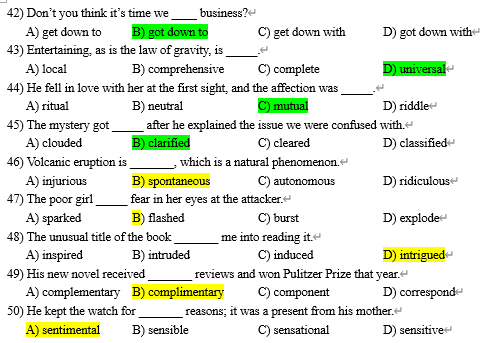 42) Don’t you think it’s time we ____ business?↵
A) get down to B) got down to C) get down with D) got down with↵
43) Entertaining, as is the law of gravity, is _____.↵
A) local B) comprehensive C) complete D) universal↵
44) He fell in love with her at the first sight, and the affection was _____.↵
A) ritual B) neutral C) mutual D) riddle↵
45) The mystery got _____ after he explained the issue we were confused with.↵
A) clouded B) clarified C) cleared D) classified↵
46) Volcanic eruption is _______, which is a natural phenomenon.↵
A) injurious B) spontaneous C) autonomous D) ridiculous↵
47) The poor girl _____ fear in her eyes at the attacker.↵
A) sparked B) flashed C) burst D) explode↵
48) The unusual title of the book _______ me into reading it.↵
A) inspired B) intruded C) induced D) intrigued↵
49) His new novel received _______ reviews and won Pulitzer Prize that year.↵
A) complementary B) complimentary C) component D) correspond↵
50) He kept the watch for _______ reasons; it was a present from his mother.↵
A) sentimental B) sensible C) sensational D) sensitive↵